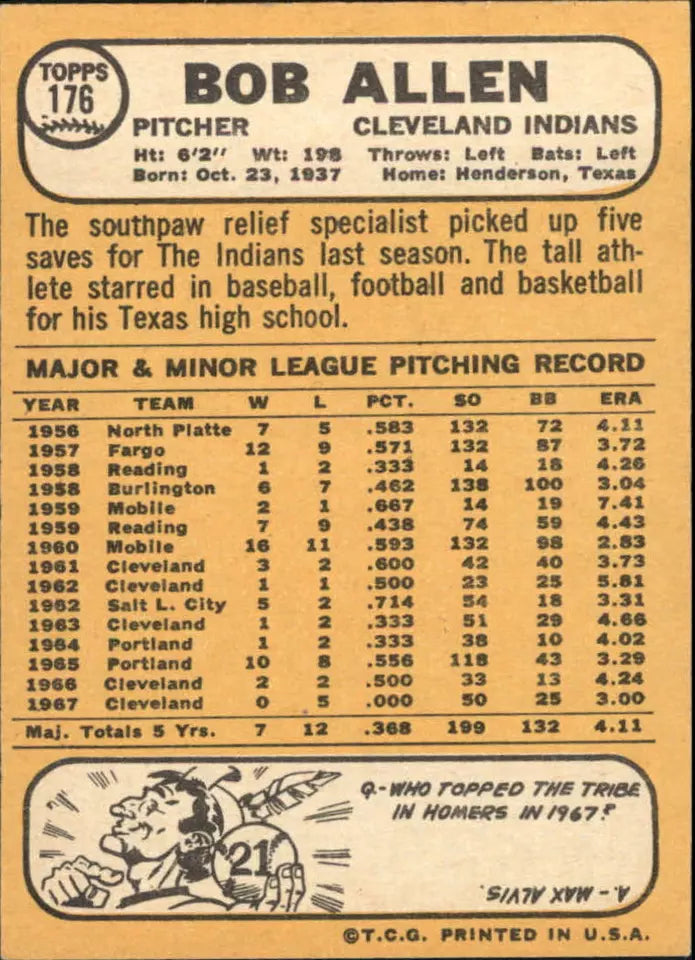 TOPPS
176
BOB ALLEN
PITCHER CLEVELAND INDIANS
Ht: 6'2" Wt: 198 Throws: Left Bats: Left
Born: Oct. 23, 1937 Home: Henderson, Texas
The southpaw relief specialist picked up five
saves for The Indians last season. The tall ath-
lete starred in baseball, football and basketball
for his Texas high school.
MAJOR & MINOR LEAGUE PITCHING RECORD
YEAR TEAM W L PCT. SO BB ERA
1956 North Platte 7 5 .583 132 72 4.11
1957 Fargo 12 9 .571 132 87 3.72
1958 Reading 1 2 .333 14 18 4.26
1958 Burlington 6 7 .462 138 100 3.04
1959 Mobile 2 1 .667 14 19 7.41
1959 Reading 7 9 .438 74 59 4.43
1960 Mobile 16 11 .593 132 98 2.83
1961 Cleveland 3 2 .600 42 40 3.73
1962 Cleveland 1 1 .500 23 25 5.81
1962 Salt L. City 5 2 .714 54 18 3.31
1963 Cleveland 1 2 .333 51 29 4.66
1964 Portland 1 2 .333 38 10 4.02
1965 Portland 10 8 .556 118 43 3.29
1966 Cleveland 2 2 .500 33 13 4.24
1967 Cleveland 0 5 .000 50 25 3.00
Maj. Totals 5 Yrs. 7 12 .368 199 132 4.11
Q.-WHO TOPPED THE TRIBE
IN HOMERS IN 1967?
21
A.- MAX ALVIS.
©T.C.G. PRINTED IN U.S.A.